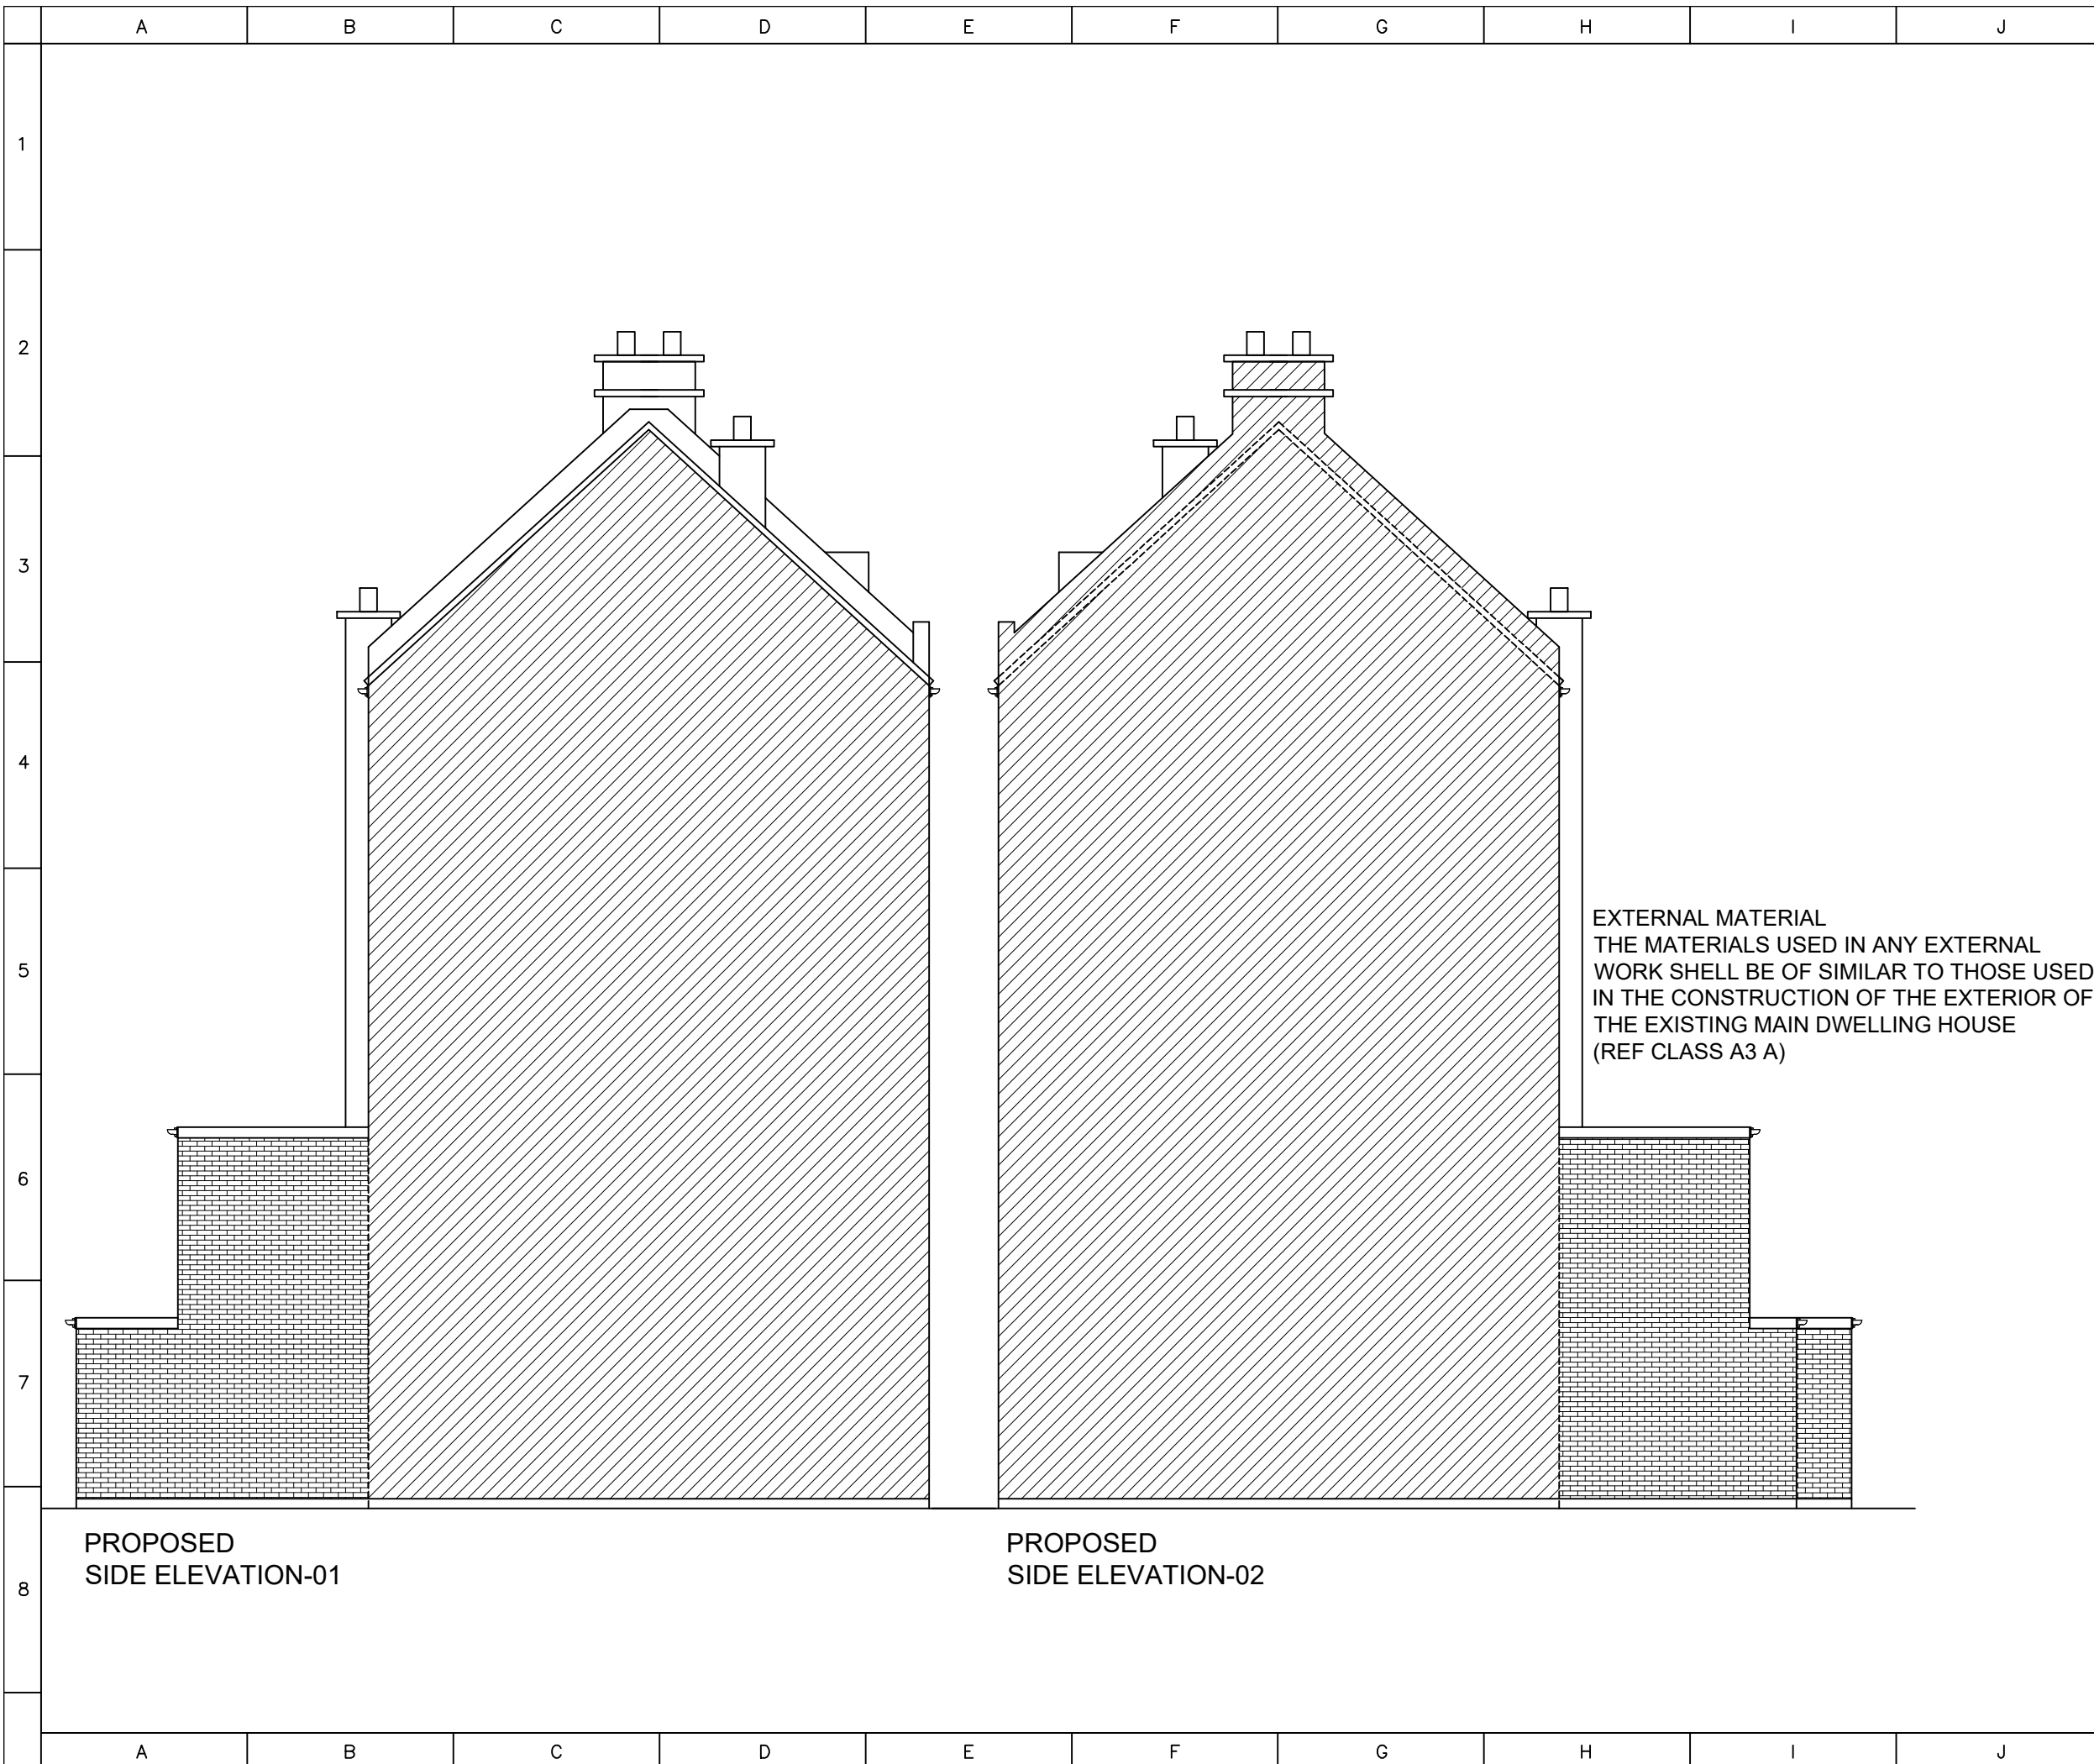 A B C D E F G H I J
1
2
3
4
5
6
7
8
EXTERNAL MATERIAL
THE MATERIALS USED IN ANY EXTERNAL
WORK SHELL BE OF SIMILAR TO THOSE USED
IN THE CONSTRUCTION OF THE EXTERIOR OF
THE EXISTING MAIN DWELLING HOUSE
(REF CLASS A3 A)
PROPOSED
SIDE ELEVATION-01
PROPOSED
SIDE ELEVATION-02
A B C D E F G H I J